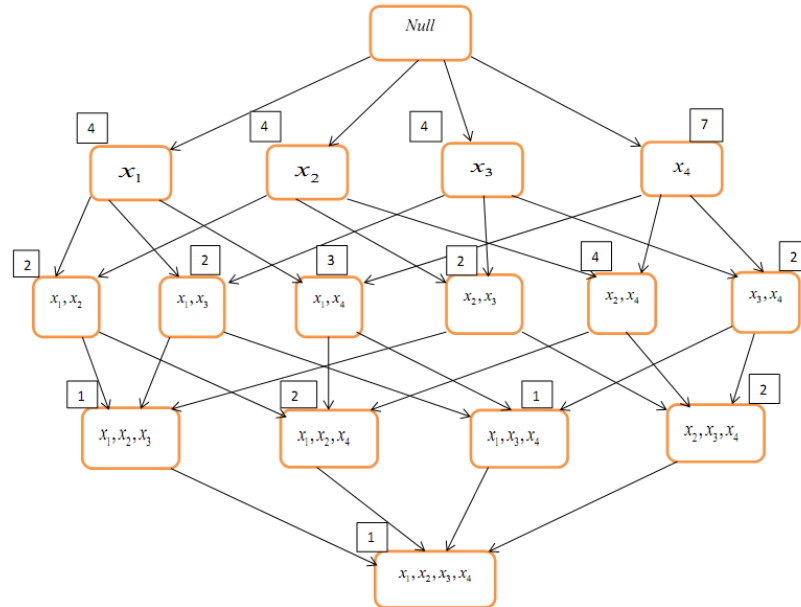 Null
4 4 4 7
x₁ x₂ x₃ x₄
2 2 3 2 4 2
x₁, x₂ x₁, x₃ x₁, x₄ x₂, x₃ x₂, x₄ x₃, x₄
1 2 1 2
x₁, x₂, x₃ x₁, x₂, x₄ x₁, x₃, x₄ x₂, x₃, x₄
1
x₁, x₂, x₃, x₄